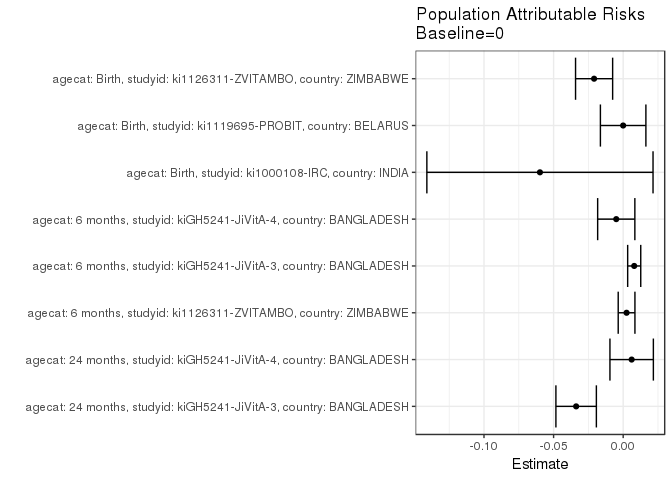 Population Attributable Risks
Baseline=0
agecat: Birth, studyid: ki1126311-ZVITAMBO, country: ZIMBABWE
agecat: Birth, studyid: ki1119695-PROBIT, country: BELARUS
agecat: Birth, studyid: ki1000108-IRC, country: INDIA
agecat: 6 months, studyid: kiGH5241-JiVitA-4, country: BANGLADESH
agecat: 6 months, studyid: kiGH5241-JiVitA-3, country: BANGLADESH
agecat: 6 months, studyid: ki1126311-ZVITAMBO, country: ZIMBABWE
agecat: 24 months, studyid: kiGH5241-JiVitA-4, country: BANGLADESH
agecat: 24 months, studyid: kiGH5241-JiVitA-3, country: BANGLADESH
-0.10 -0.05 0.00
Estimate